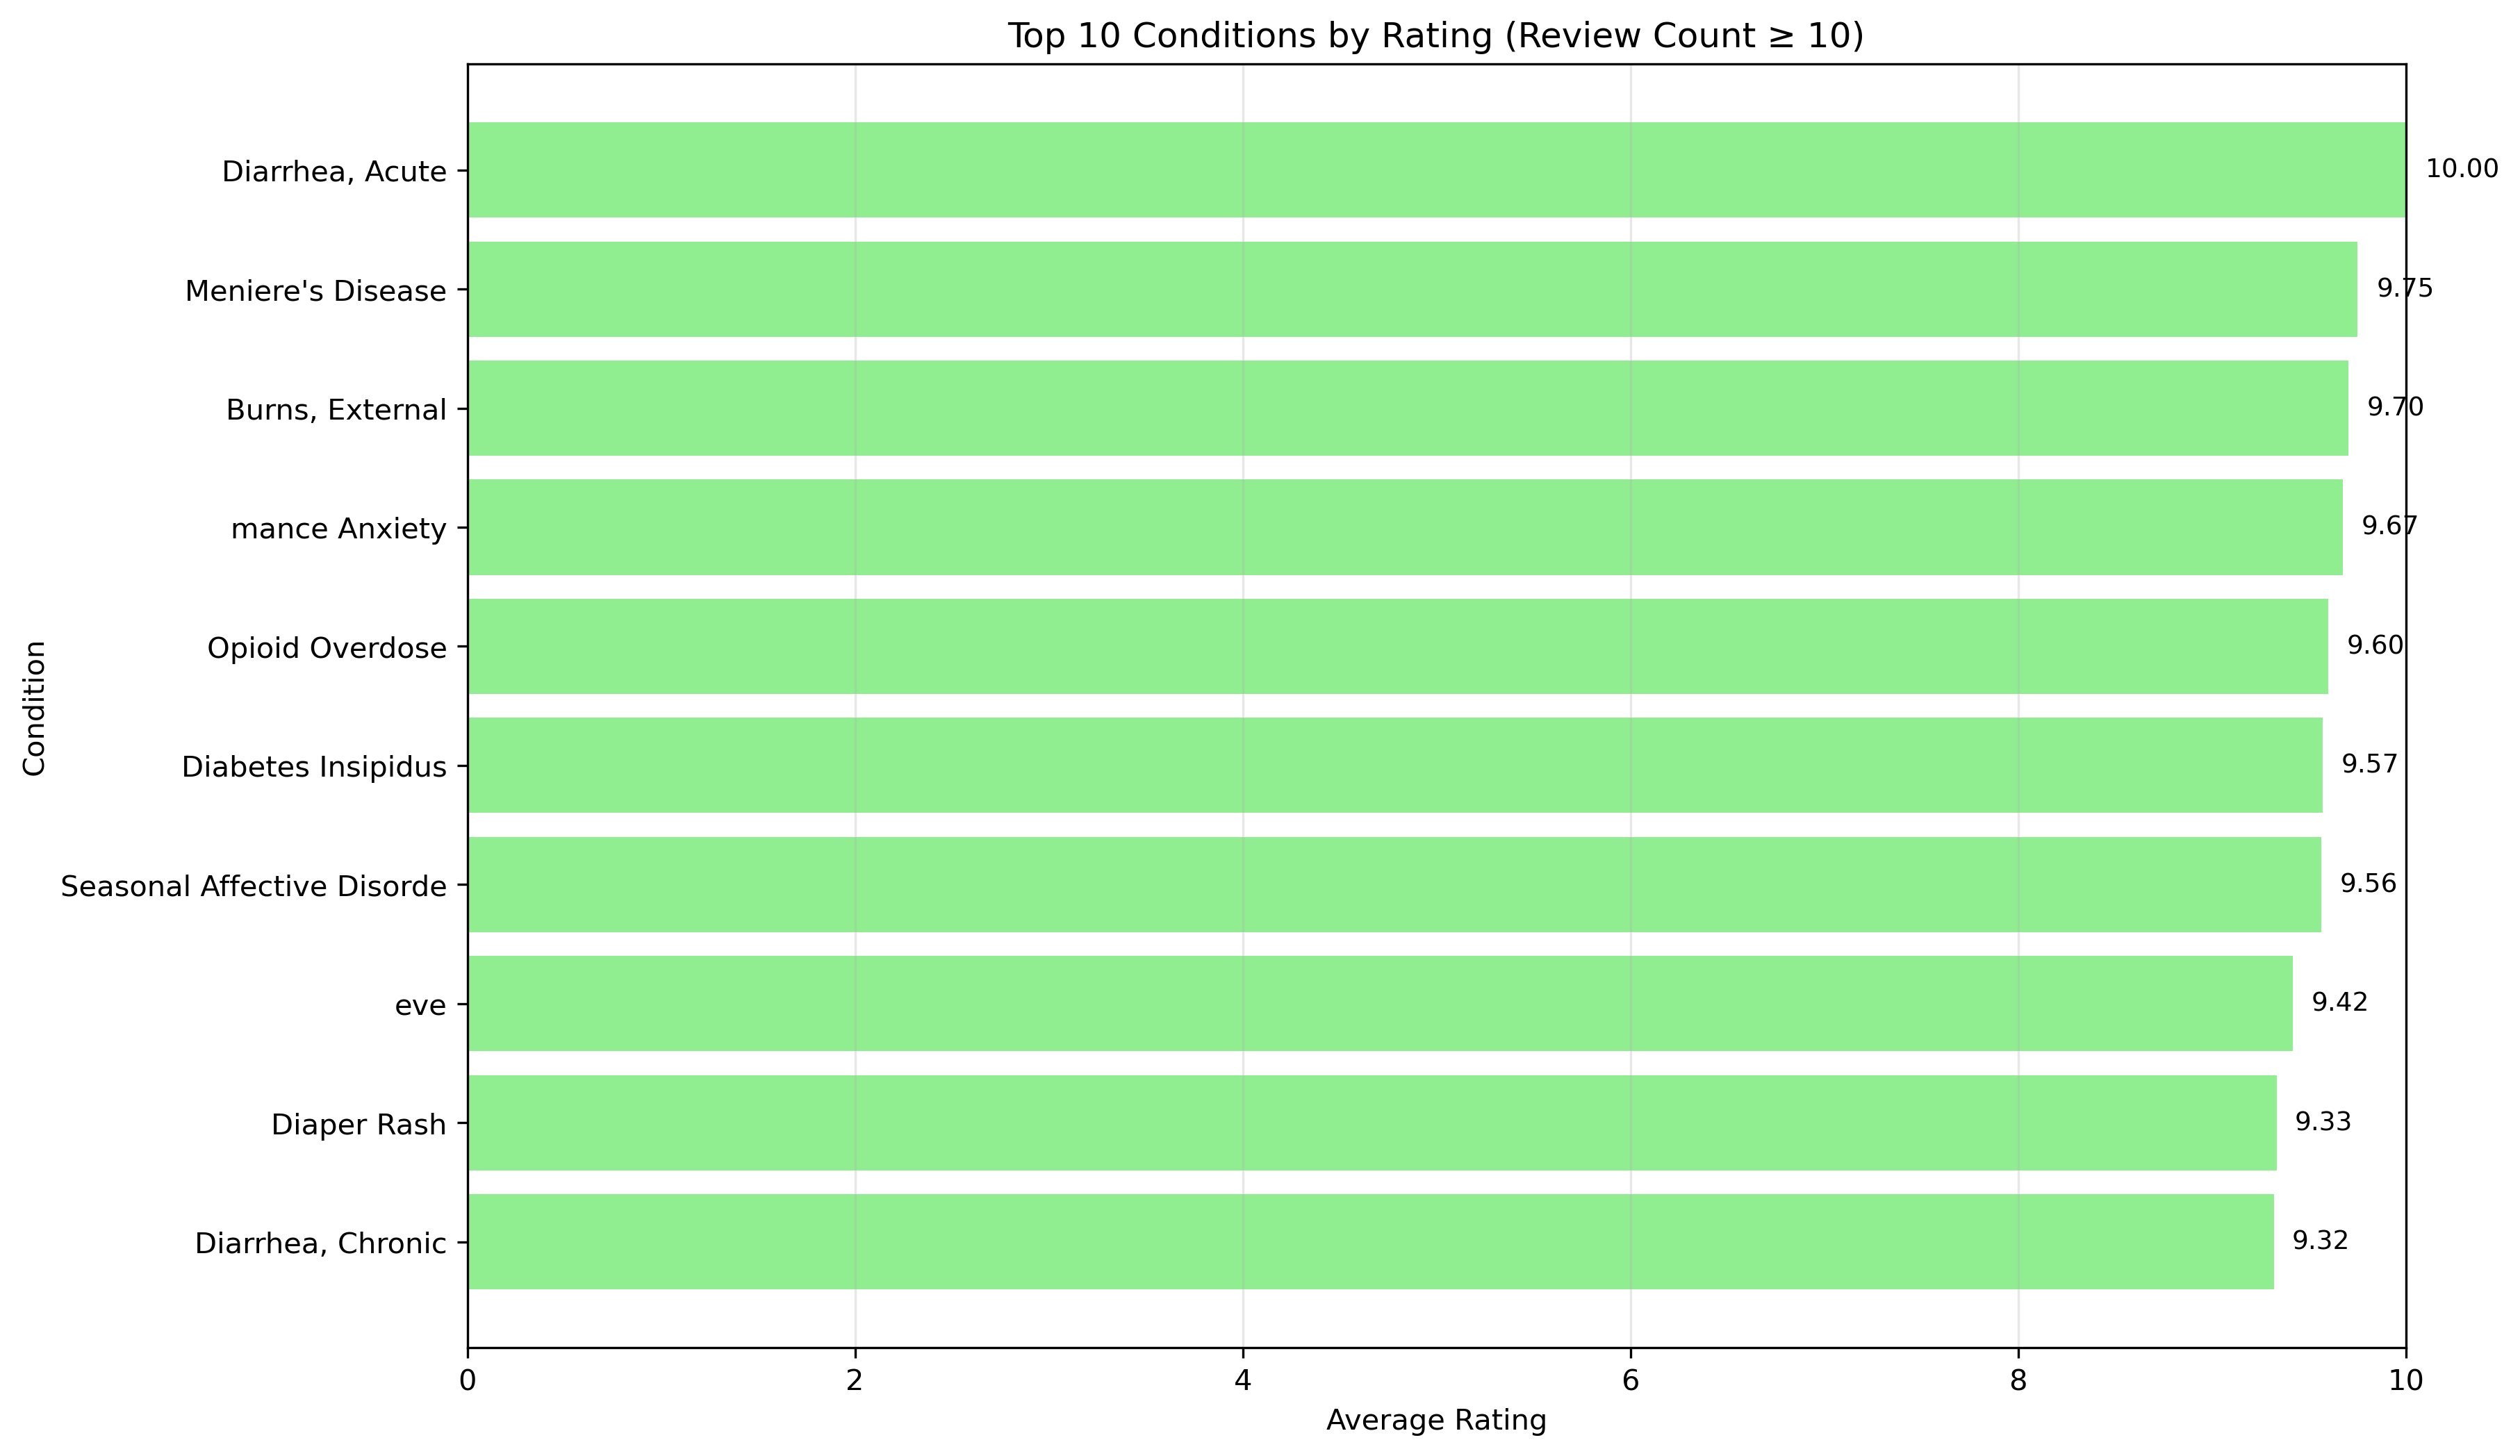 Top 10 Conditions by Rating (Review Count ≥ 10)
Diarrhea, Acute 10.00
Meniere's Disease 9.75
Burns, External 9.70
mance Anxiety 9.67
Opioid Overdose 9.60
Diabetes Insipidus 9.57
Seasonal Affective Disorde 9.56
eve 9.42
Diaper Rash 9.33
Diarrhea, Chronic 9.32
Condition
0 2 4 6 8 10
Average Rating